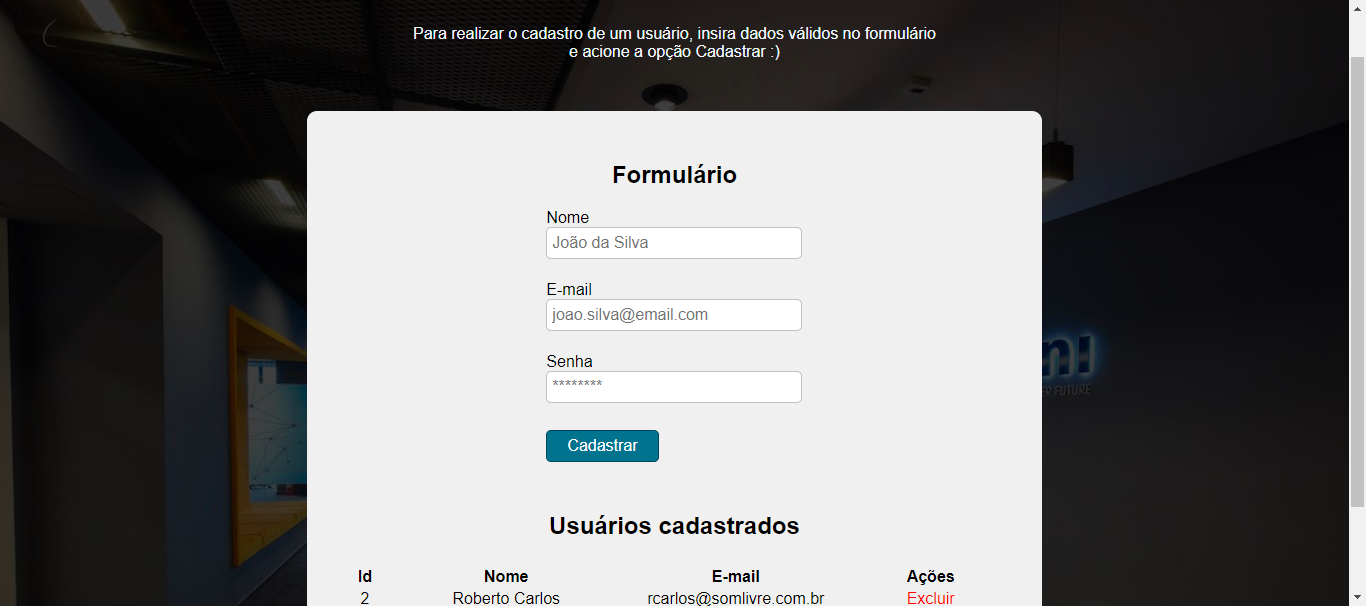 Para realizar o cadastro de um usuário, insira dados válidos no formulário
e acione a opção Cadastrar :)
Formulário
Nome
João da Silva
E-mail
joao.silva@email.com
Senha
********
Cadastrar
Usuários cadastrados
Id Nome E-mail Ações
2 Roberto Carlos rcarlos@somlivre.com.br Excluir
FUTURE